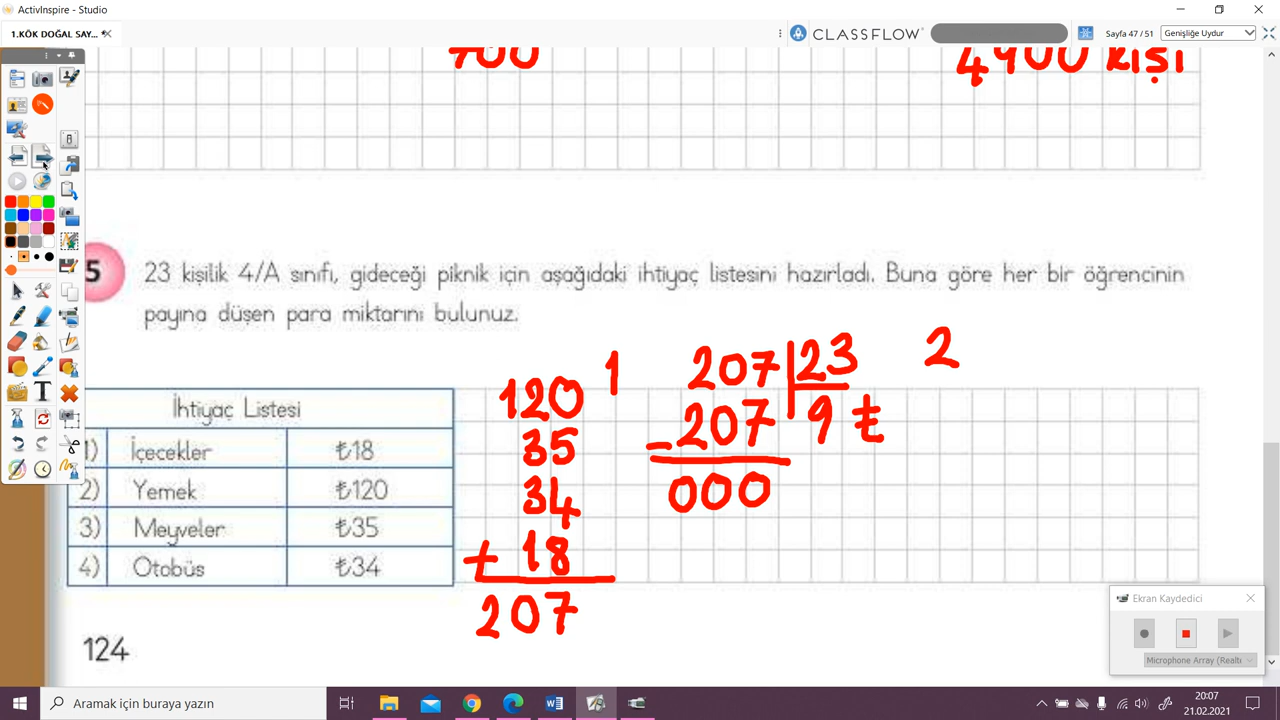 ActivInspire - Studio
1.KÖK DOĞAL SAY...
CLASSFLOW
Sayfa 47 / 51
Genişliğe Uydur
700
4900 kişi
5
23 kişilik 4/A sınıfı, gideceği piknik için aşağıdaki ihtiyaç listesini hazırladı. Buna göre her bir öğrencinin
payına düşen para miktarını bulunuz.
İhtiyaç Listesi
1) İçecekler ₺18
2) Yemek ₺120
3) Meyveler ₺35
4) Otobüs ₺34
120
35
34
+ 18
207
1
207 23
- 207 9 ₺
000
2
124
Ekran Kaydedici
Microphone Array (Realte
Aramak için buraya yazın
20:07
21.02.2021